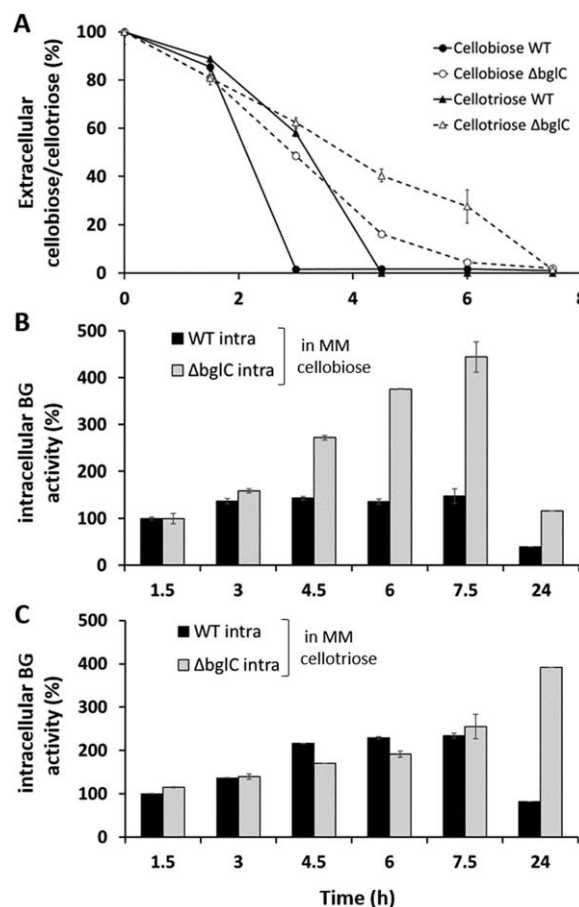 A
Extracellular
cellobiose/cellotriose (%)
100
80
60
40
20
0
Cellobiose WT
Cellobiose ΔbglC
Cellotriose WT
Cellotriose ΔbglC
0 2 4 6 8
B
intracellular BG
activity (%)
500
400
300
200
100
0
WT intra
ΔbglC intra
in MM
cellobiose
1.5 3 4.5 6 7.5 24
C
intracellular BG
activity (%)
500
400
300
200
100
0
WT intra
ΔbglC intra
in MM
cellotriose
1.5 3 4.5 6 7.5 24
Time (h)